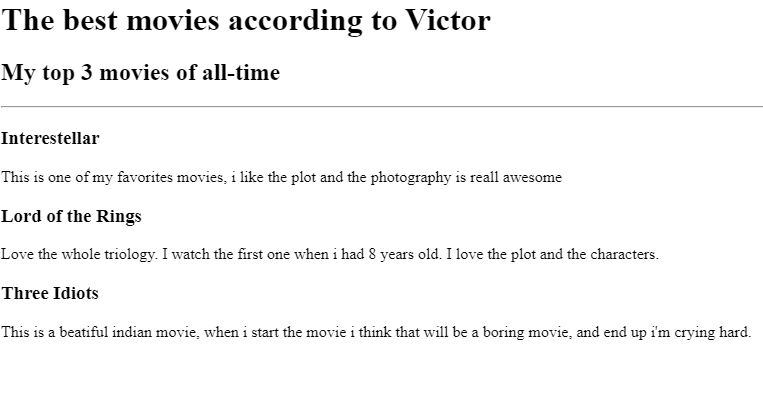 The best movies according to Victor
My top 3 movies of all-time
Interestellar
This is one of my favorites movies, i like the plot and the photography is reall awesome
Lord of the Rings
Love the whole triology. I watch the first one when i had 8 years old. I love the plot and the characters.
Three Idiots
This is a beatiful indian movie, when i start the movie i think that will be a boring movie, and end up i'm crying hard.